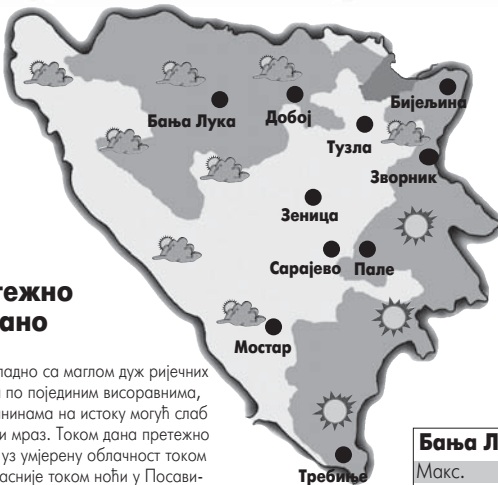 Бијељина
Бања Лука
Добој
Тузла
Зворник
Зеница
Сарајево
Пале
Мостар
Требиње
тежно
ано
ладно са маглом дуж ријечних
по појединим висоравнима,
нинама на истоку могућ слаб
и мраз. Током дана претежно
уз умјерену облачност током
асније током ноћи у Посави-
Бања Л
Макс.